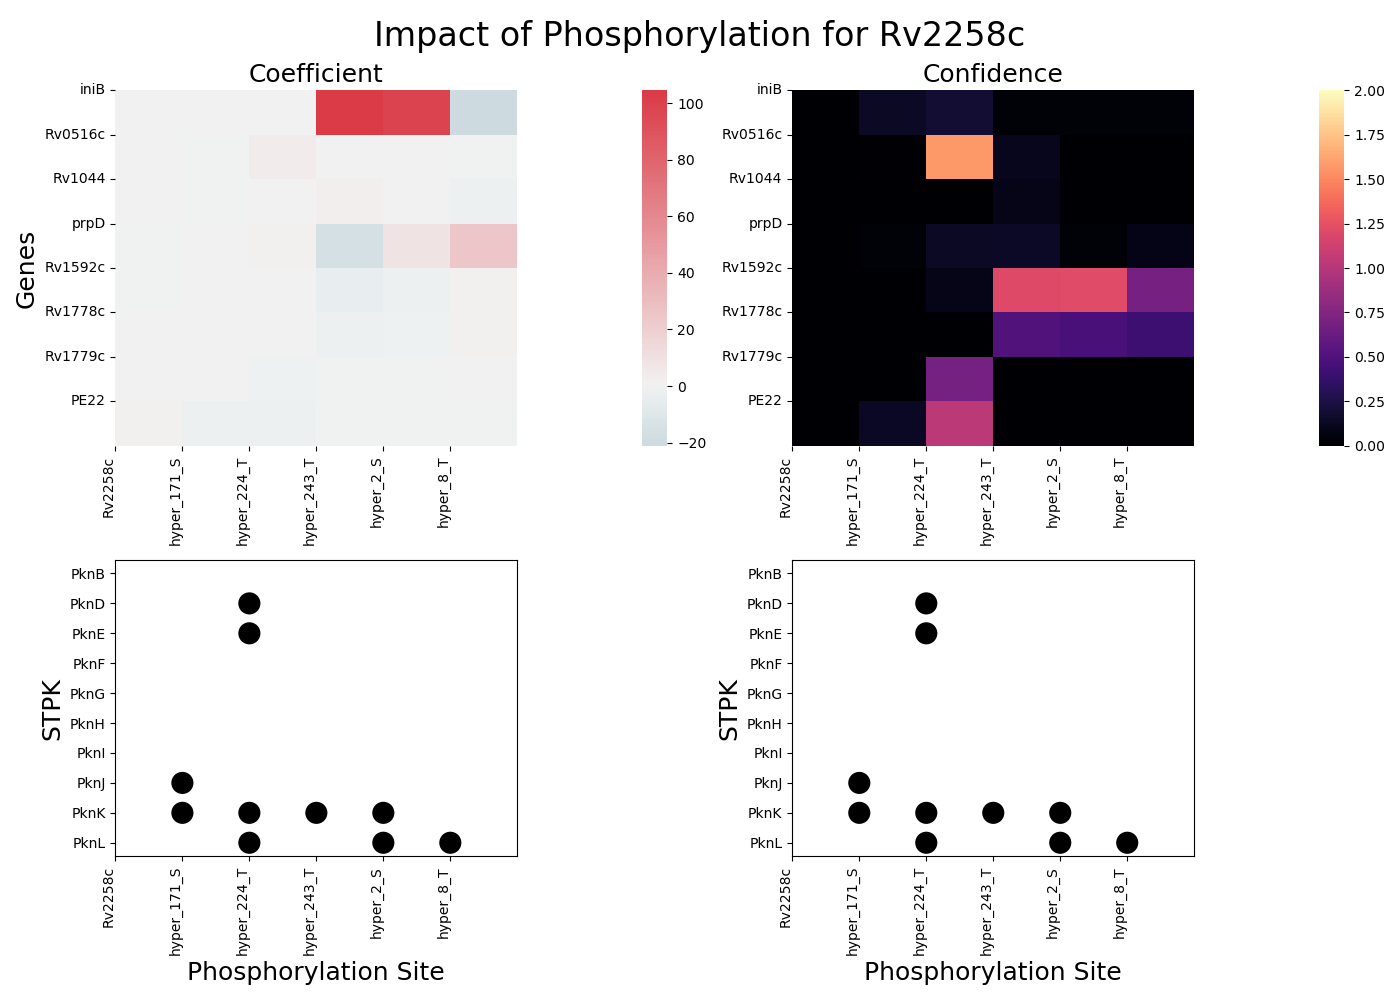 Impact of Phosphorylation for Rv2258c
Coefficient
Genes
iniB
Rv0516c
Rv1044
prpD
Rv1592c
Rv1778c
Rv1779c
PE22
Rv2258c
hyper_171_S
hyper_224_T
hyper_243_T
hyper_2_S
hyper_8_T
100
80
60
40
20
0
−20
Confidence
iniB
Rv0516c
Rv1044
prpD
Rv1592c
Rv1778c
Rv1779c
PE22
Rv2258c
hyper_171_S
hyper_224_T
hyper_243_T
hyper_2_S
hyper_8_T
2.00
1.75
1.50
1.25
1.00
0.75
0.50
0.25
0.00
STPK
PknB
PknD
PknE
PknF
PknG
PknH
PknI
PknJ
PknK
PknL
Rv2258c
hyper_171_S
hyper_224_T
hyper_243_T
hyper_2_S
hyper_8_T
Phosphorylation Site
STPK
PknB
PknD
PknE
PknF
PknG
PknH
PknI
PknJ
PknK
PknL
Rv2258c
hyper_171_S
hyper_224_T
hyper_243_T
hyper_2_S
hyper_8_T
Phosphorylation Site